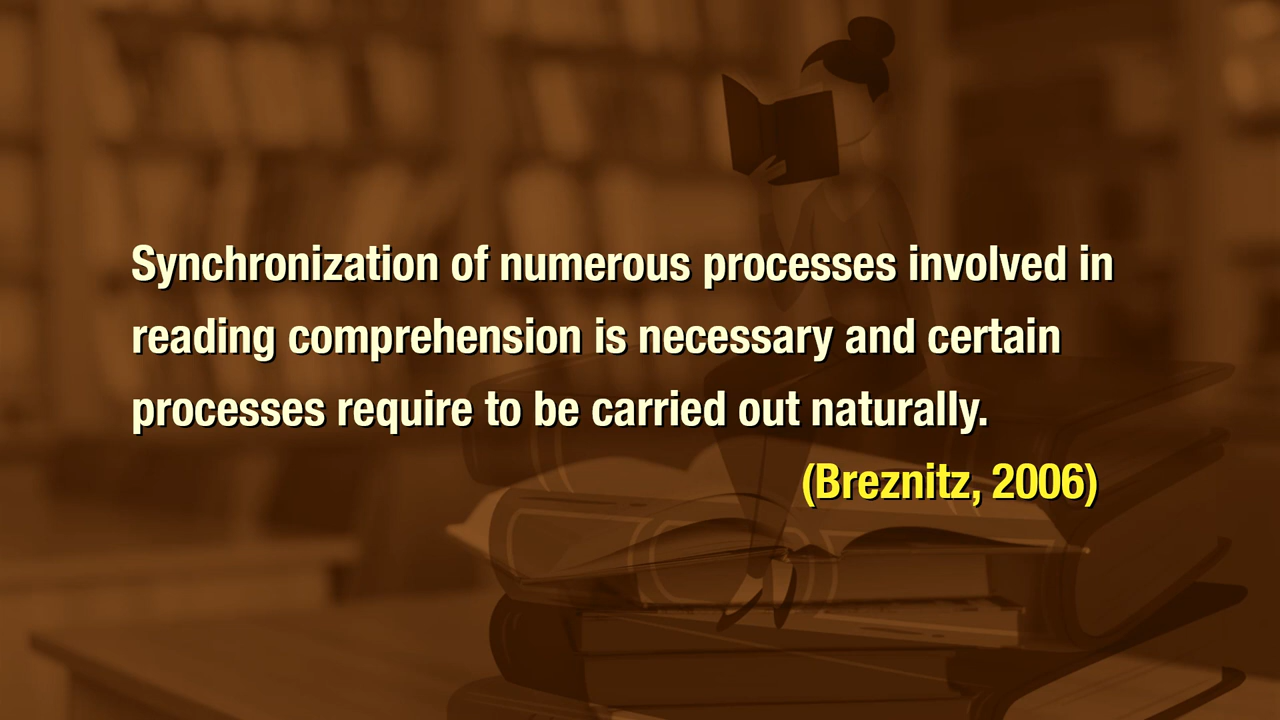 Synchronization of numerous processes involved in
reading comprehension is necessary and certain
processes require to be carried out naturally.
(Breznitz, 2006)